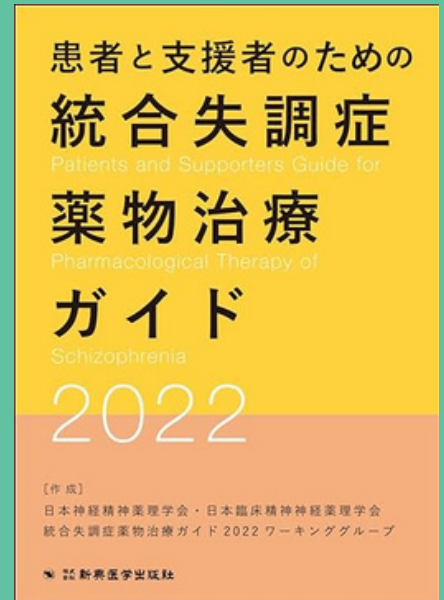 患者と支援者のための
統合失調症
Patients and Supporters Guide for
薬物治療
Pharmacological Therapy of
ガイド
Schizophrenia
2022
[作成]
日本神経精神薬理学会・日本臨床精神神経薬理学会
統合失調症薬物治療ガイド2022ワーキンググループ
株式会社 新興医学出版社